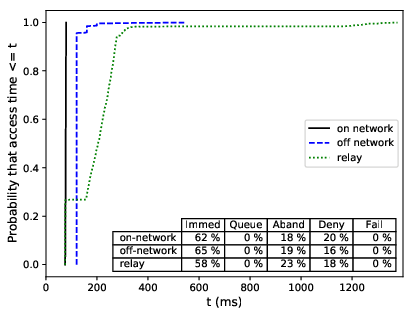 Probability that access time <= t
1.0
0.8
0.6
0.4
0.2
0.0
on network
off network
relay
Immed Queue Aband Deny Fail
on-network 62 % 0 % 18 % 20 % 0 %
off-network 65 % 0 % 19 % 16 % 0 %
relay 58 % 0 % 23 % 18 % 0 %
0 200 400 600 800 1000 1200
t (ms)